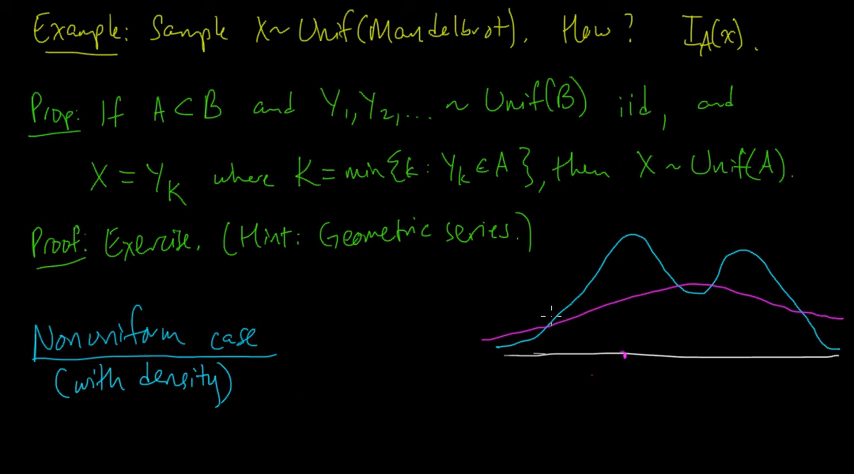 Example: Sample X ~ Unif(Mandelbrot). How? I_A(x).
Prop: If A ⊂ B and Y₁, Y₂, ... ~ Unif(B) iid, and
X = Y_K where K = min{k : Y_k ∈ A}, then X ~ Unif(A).
Proof: Exercise. (Hint: Geometric series.)
Nonuniform case
(with density)